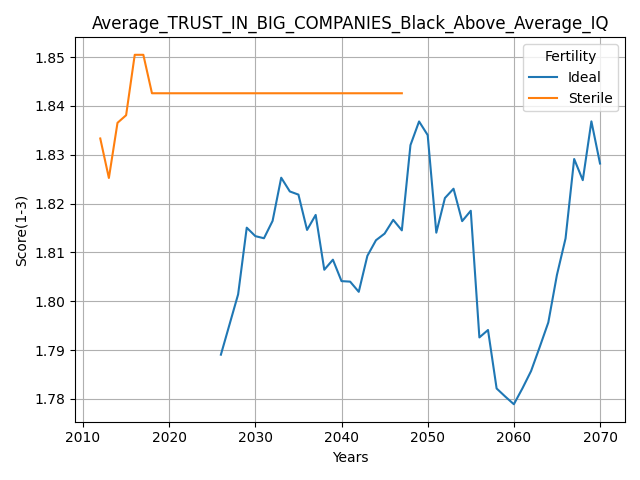 Average_TRUST_IN_BIG_COMPANIES_Black_Above_Average_IQ
Fertility
Ideal
Sterile
Score(1-3)
1.85
1.84
1.83
1.82
1.81
1.80
1.79
1.78
2010 2020 2030 2040 2050 2060 2070
Years